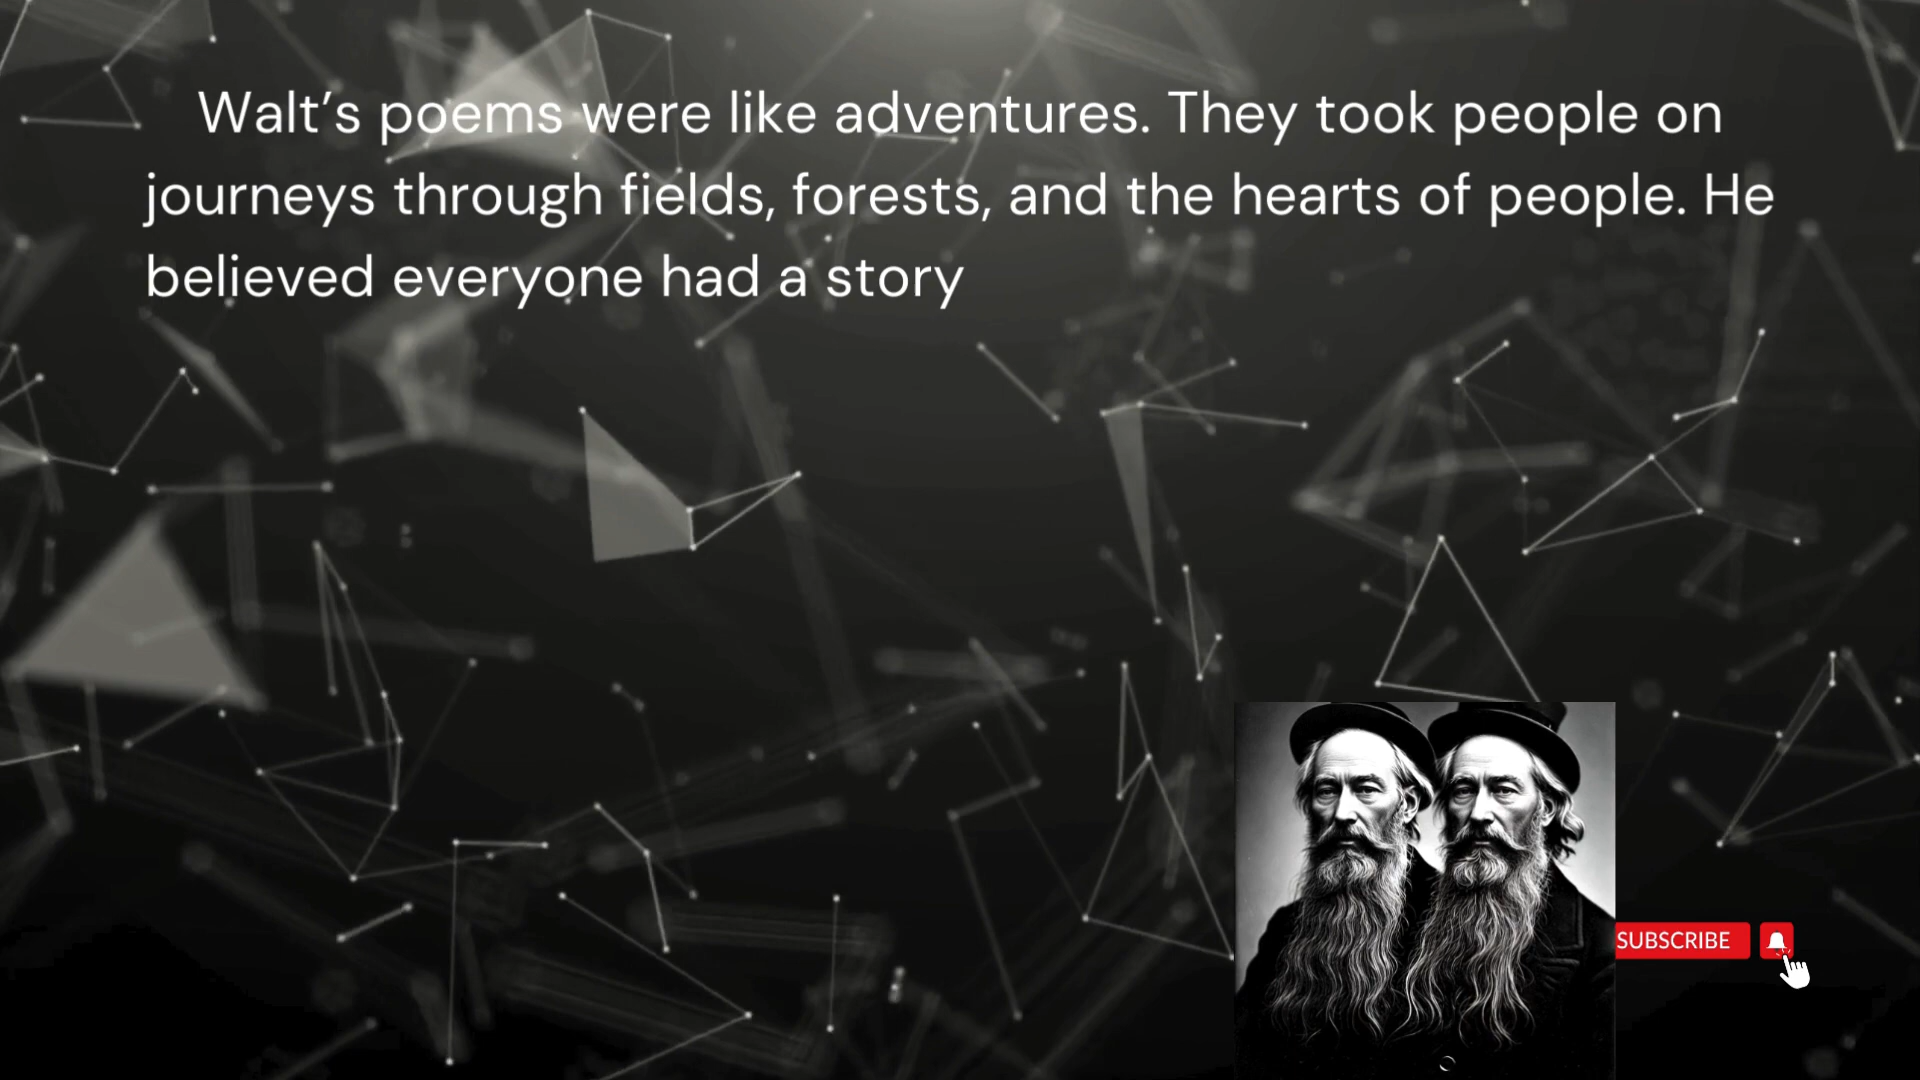 Walt’s poems were like adventures. They took people on
journeys through fields, forests, and the hearts of people. He
believed everyone had a story
SUBSCRIBE